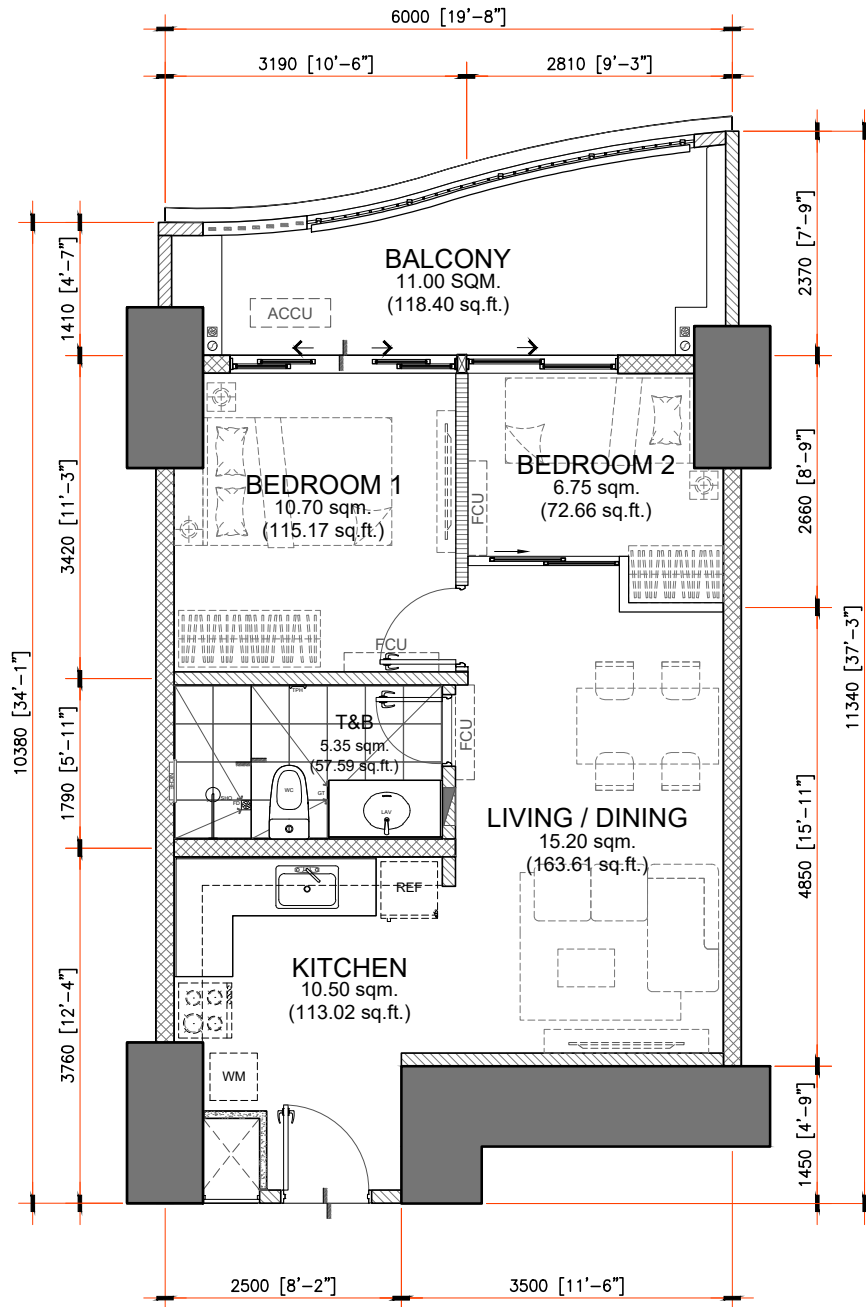 6000 [19'-8"]
3190 [10'-6"]
2810 [9'-3"]
2370 [7'-9"]
1410 [4'-7"]
BALCONY
11.00 SQM.
(118.40 sq.ft.)
ACCU
BEDROOM 1
10.70 sqm.
(115.17 sq.ft.)
BEDROOM 2
6.75 sqm.
(72.66 sq.ft.)
FCU
3420 [11'-3"]
2660 [8'-9"]
FCU
10380 [34'-1"]
11340 [37'-3"]
TPH
T&B
5.35 sqm.
(57.59 sq.ft.)
FCU
NICHE
SHO
FD
WC
GT
LAV
1790 [5'-11"]
LIVING / DINING
15.20 sqm.
(163.61 sq.ft.)
4850 [15'-11"]
REF
KITCHEN
10.50 sqm.
(113.02 sq.ft.)
3760 [12'-4"]
WM
1450 [4'-9"]
2500 [8'-2"]
3500 [11'-6"]